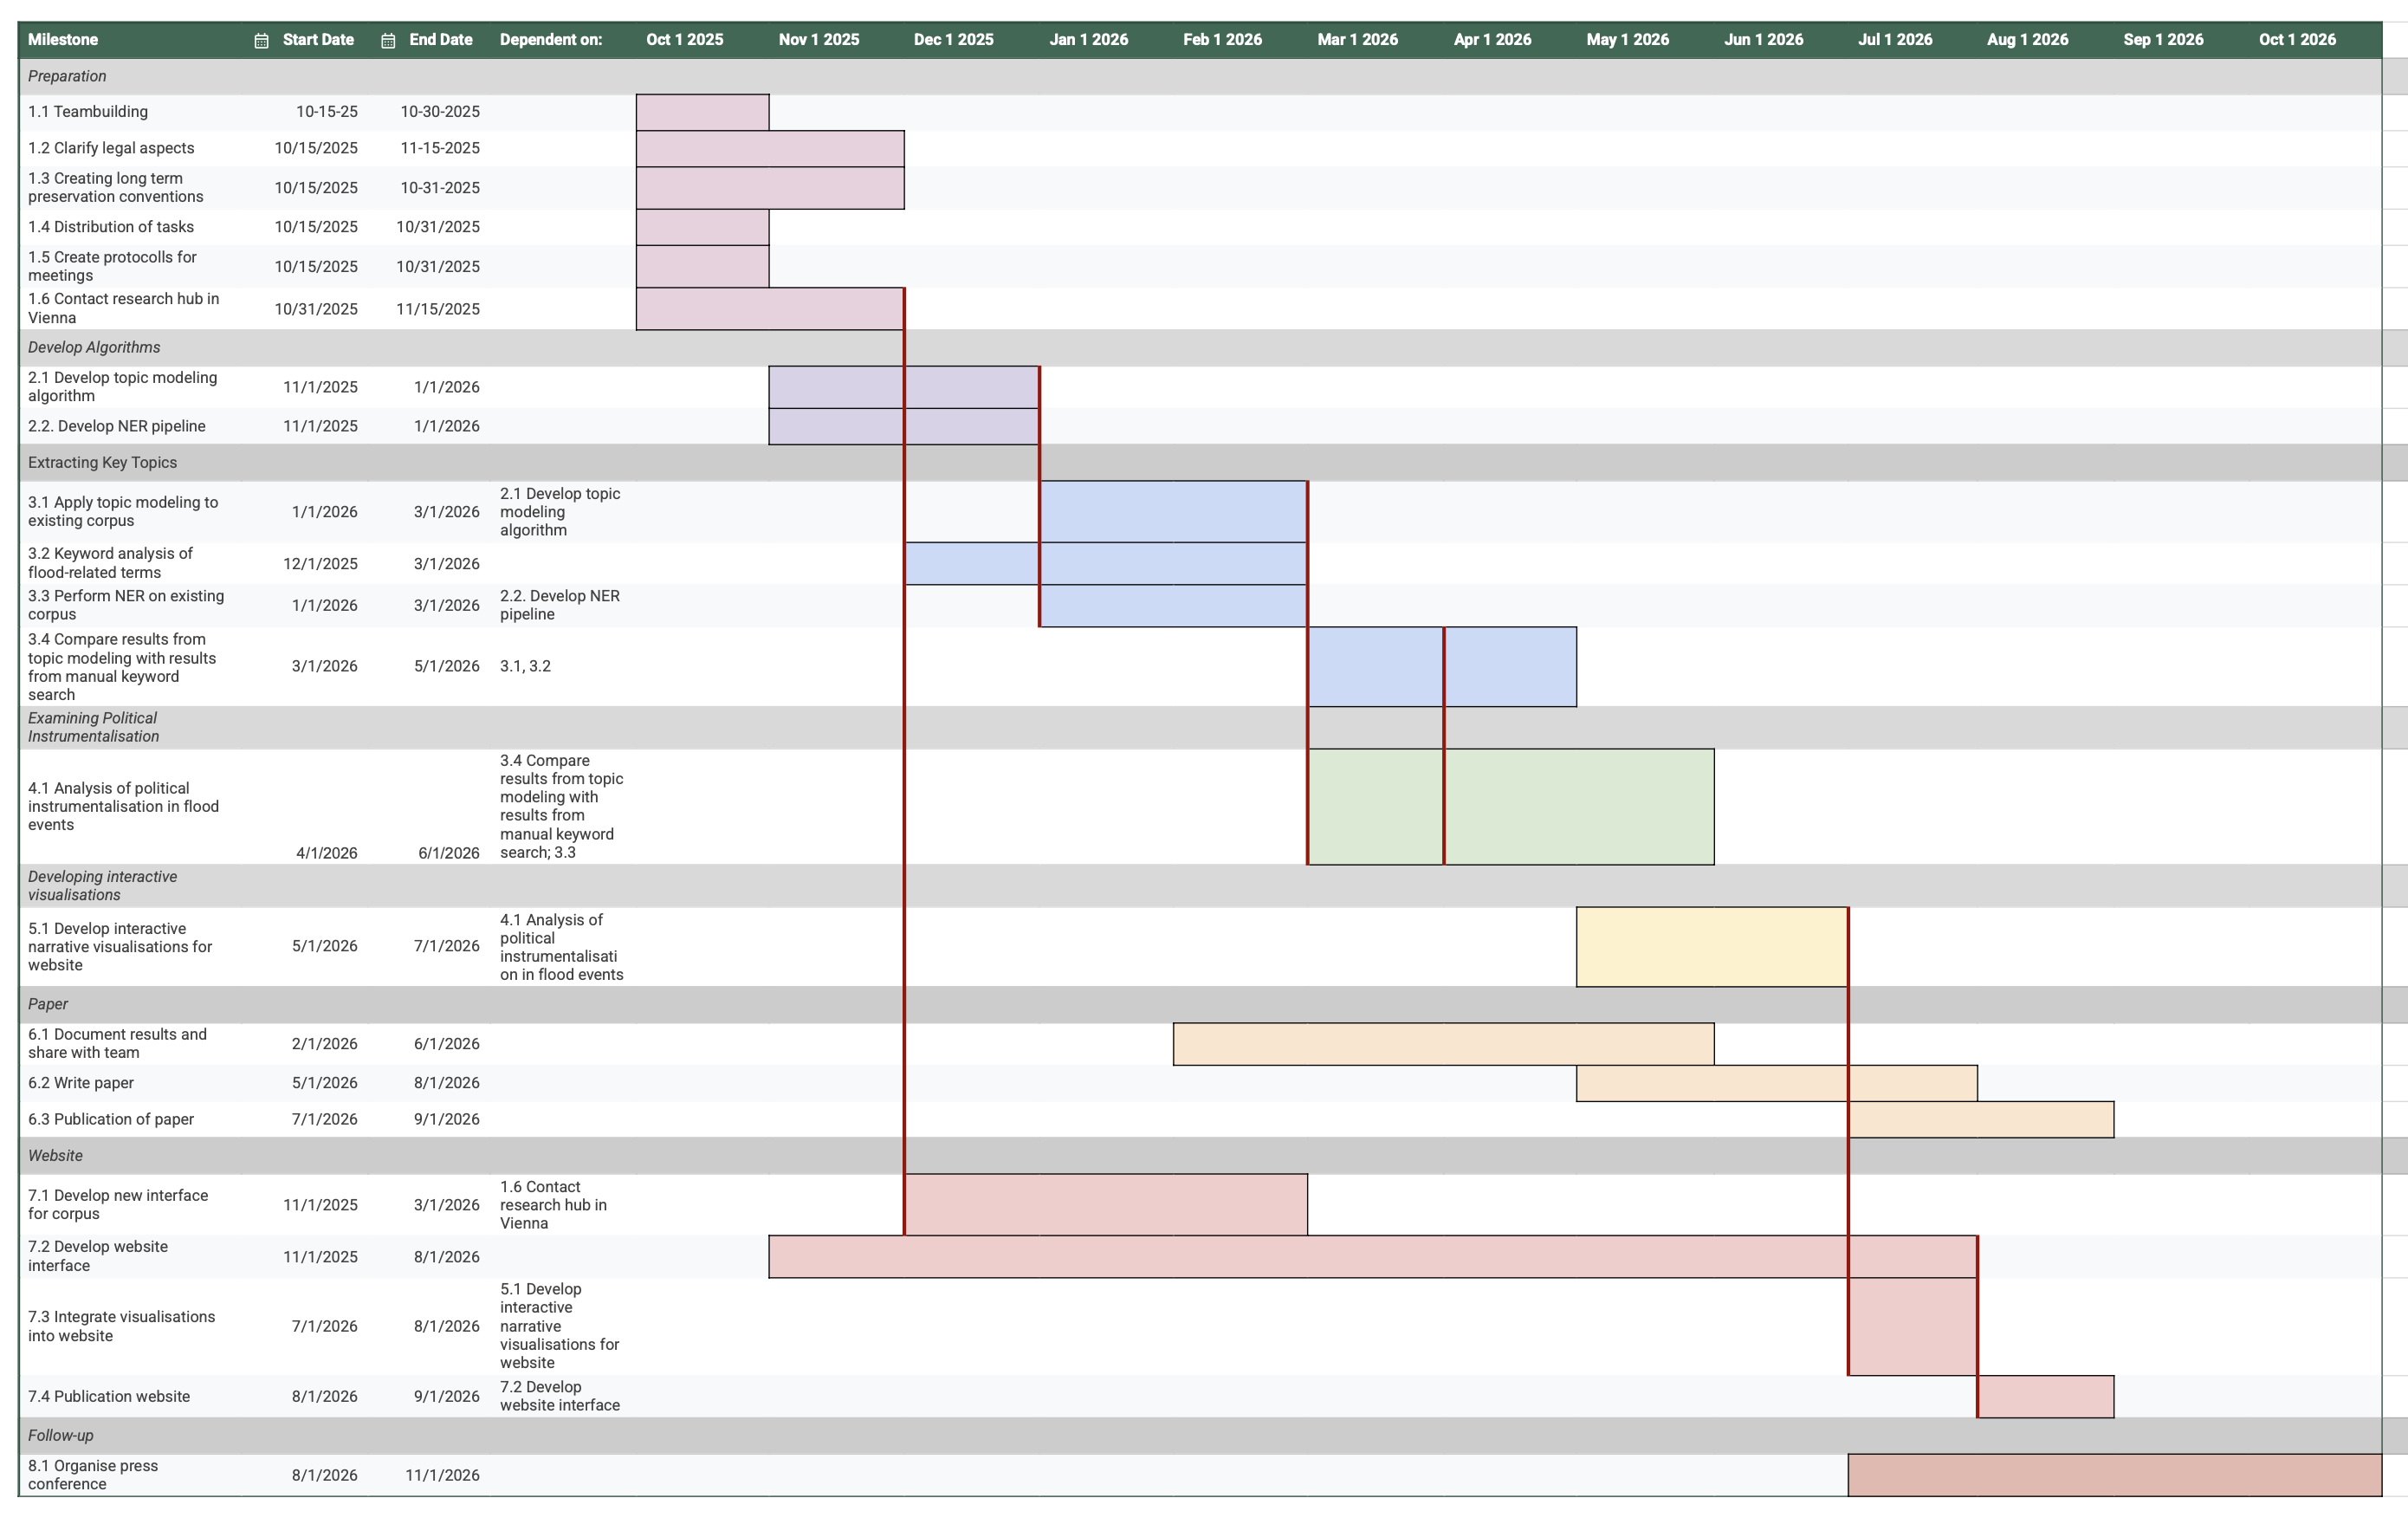 Milestone Start Date End Date Dependent on: Oct 1 2025 Nov 1 2025 Dec 1 2025 Jan 1 2026 Feb 1 2026 Mar 1 2026 Apr 1 2026 May 1 2026 Jun 1 2026 Jul 1 2026 Aug 1 2026 Sep 1 2026 Oct 1 2026
Preparation
1.1 Teambuilding 10-15-25 10-30-2025
1.2 Clarify legal aspects 10/15/2025 11-15-2025
1.3 Creating long term
preservation conventions
10/15/2025 10-31-2025
1.4 Distribution of tasks 10/15/2025 10/31/2025
1.5 Create protocolls for
meetings
10/15/2025 10/31/2025
1.6 Contact research hub in
Vienna
10/31/2025 11/15/2025
Develop Algorithms
2.1 Develop topic modeling
algorithm
11/1/2025 1/1/2026
2.2. Develop NER pipeline 11/1/2025 1/1/2026
Extracting Key Topics
3.1 Apply topic modeling to
existing corpus
1/1/2026 3/1/2026
2.1 Develop topic
modeling
algorithm
3.2 Keyword analysis of
flood-related terms
12/1/2025 3/1/2026
3.3 Perform NER on existing
corpus
1/1/2026 3/1/2026
2.2. Develop NER
pipeline
3.4 Compare results from
topic modeling with results
from manual keyword
search
3/1/2026 5/1/2026 3.1, 3.2
Examining Political
Instrumentalisation
4.1 Analysis of political
instrumentalisation in flood
events
4/1/2026 6/1/2026
3.4 Compare
results from topic
modeling with
results from
manual keyword
search; 3.3
Developing interactive
visualisations
5.1 Develop interactive
narrative visualisations for
website
5/1/2026 7/1/2026
4.1 Analysis of
political
instrumentalisati
on in flood events
Paper
6.1 Document results and
share with team
2/1/2026 6/1/2026
6.2 Write paper 5/1/2026 8/1/2026
6.3 Publication of paper 7/1/2026 9/1/2026
Website
7.1 Develop new interface
for corpus
11/1/2025 3/1/2026
1.6 Contact
research hub in
Vienna
7.2 Develop website
interface
11/1/2025 8/1/2026
7.3 Integrate visualisations
into website
7/1/2026 8/1/2026
5.1 Develop
interactive
narrative
visualisations for
website
7.4 Publication website 8/1/2026 9/1/2026
7.2 Develop
website interface
Follow-up
8.1 Organise press
conference
8/1/2026 11/1/2026